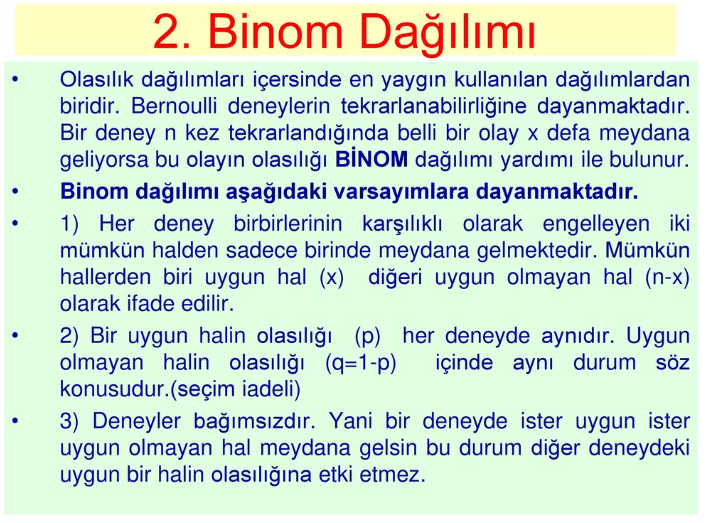 2. Binom Dağılımı
• Olasılık dağılımları içersinde en yaygın kullanılan dağılımlardan
biridir. Bernoulli deneylerin tekrarlanabilirliğine dayanmaktadır.
Bir deney n kez tekrarlandığında belli bir olay x defa meydana
geliyorsa bu olayın olasılığı BİNOM dağılımı yardımı ile bulunur.
• Binom dağılımı aşağıdaki varsayımlara dayanmaktadır.
• 1) Her deney birbirlerinin karşılıklı olarak engelleyen iki
mümkün halden sadece birinde meydana gelmektedir. Mümkün
hallerden biri uygun hal (x) diğeri uygun olmayan hal (n-x)
olarak ifade edilir.
• 2) Bir uygun halin olasılığı (p) her deneyde aynıdır. Uygun
olmayan halin olasılığı (q=1-p) içinde aynı durum söz
konusudur.(seçim iadeli)
• 3) Deneyler bağımsızdır. Yani bir deneyde ister uygun ister
uygun olmayan hal meydana gelsin bu durum diğer deneydeki
uygun bir halin olasılığına etki etmez.